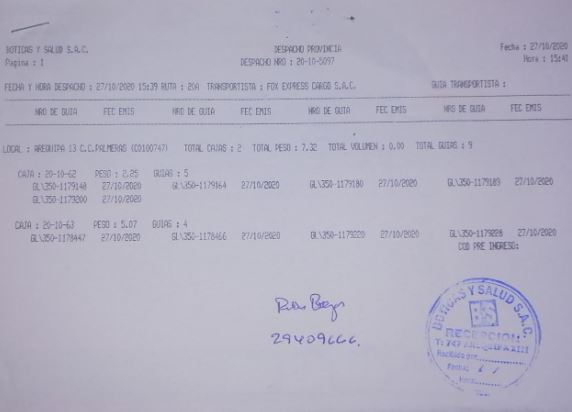 BOTICAS Y SALUD S.A.C. DESPACHO PROVINCIA Fecha : 27/10/2020
Pagina : 1 DESPACHO NRO : 20-10-5097 Hora : 15:41
FECHA Y HORA DESPACHO : 27/10/2020 15:39 RUTA : 20A TRANSPORTISTA : FOX EXPRESS CARGO S.A.C. GUIA TRANSPORTISTA :
NRO DE GUIA FEC EMIS NRO DE GUIA FEC EMIS NRO DE GUIA FEC EMIS NRO DE GUIA FEC EMIS
LOCAL : AREQUIPA 13 C.C.PALMERAS (C0100747) TOTAL CAJAS : 2 TOTAL PESO : 7.32 TOTAL VOLUMEN : 0.00 TOTAL GUIAS : 9
CAJA : 20-10-62 PESO : 2.25 GUIAS : 5
GL\350-1179148 27/10/2020 GL\350-1179164 27/10/2020 GL\350-1179180 27/10/2020 GL\350-1179189 27/10/2020
GL\350-1179200 27/10/2020
CAJA : 20-10-63 PESO : 5.07 GUIAS : 4
GL\350-1178447 27/10/2020 GL\350-1178466 27/10/2020 GL\350-1179220 27/10/2020 GL\350-1179228 27/10/2020
COD PRE INGRESO:
29409666.
BOTICAS Y SALUD S.A.C.
BS
RECEPCION
T: 747 AREQUIPA XIII
Recibido por
Fecha: / /
Hora: